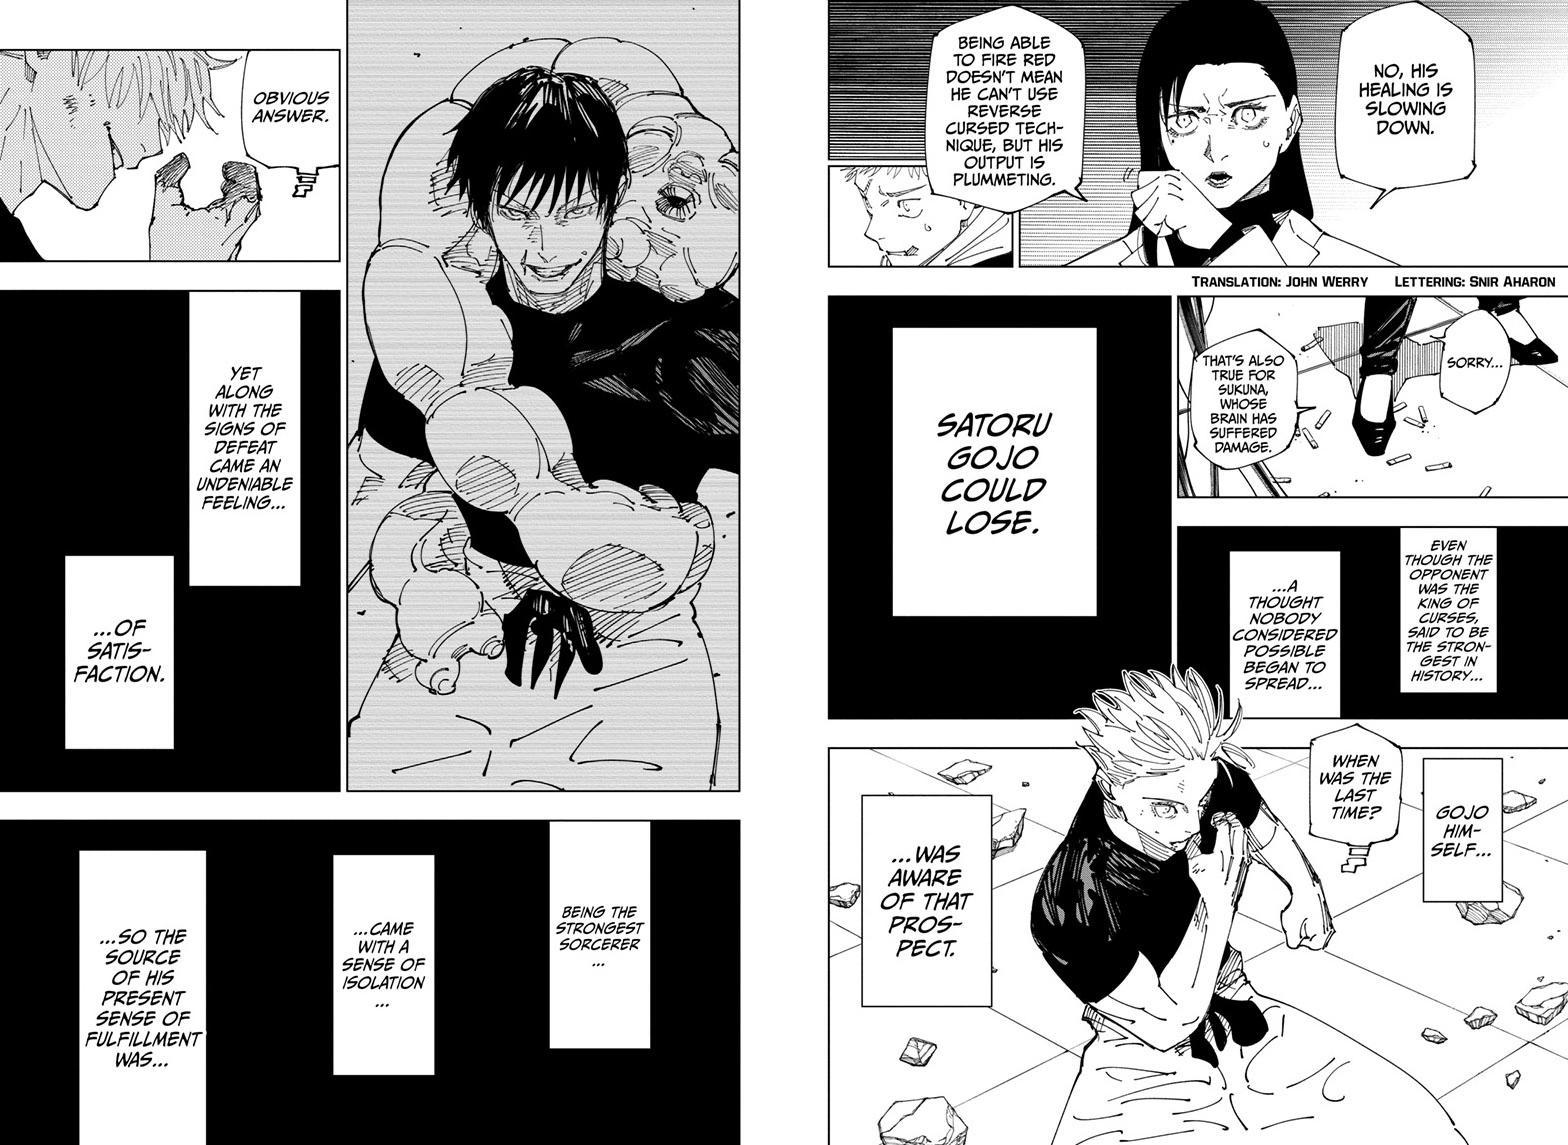 NO, HIS
HEALING IS
SLOWING
DOWN.
BEING ABLE
TO FIRE RED
DOESN'T MEAN
HE CAN'T USE
REVERSE
CURSED TECH-
NIQUE, BUT HIS
OUTPUT IS
PLUMMETING.
TRANSLATION: JOHN WERRY
LETTERING: SNIR AHARON
SORRY...
THAT'S ALSO
TRUE FOR
SUKUNA,
WHOSE
BRAIN HAS
SUFFERED
DAMAGE.
EVEN
THOUGH THE
OPPONENT
WAS THE
KING OF
CURSES,
SAID TO BE
THE STRON-
GEST IN
HISTORY...
...A
THOUGHT
NOBODY
CONSIDERED
POSSIBLE
BEGAN TO
SPREAD...
SATORU
GOJO
COULD
LOSE.
GOJO
HIM-
SELF...
WHEN
WAS THE
LAST
TIME?
...WAS
AWARE
OF THAT
PROS-
PECT.
OBVIOUS
ANSWER.
YET
ALONG
WITH THE
SIGNS OF
DEFEAT
CAME AN
UNDENIABLE
FEELING...
...OF
SATIS-
FACTION.
BEING THE
STRONGEST
SORCERER
...
...CAME
WITH A
SENSE OF
ISOLATION
...
...SO THE
SOURCE
OF HIS
PRESENT
SENSE OF
FULFILLMENT
WAS...